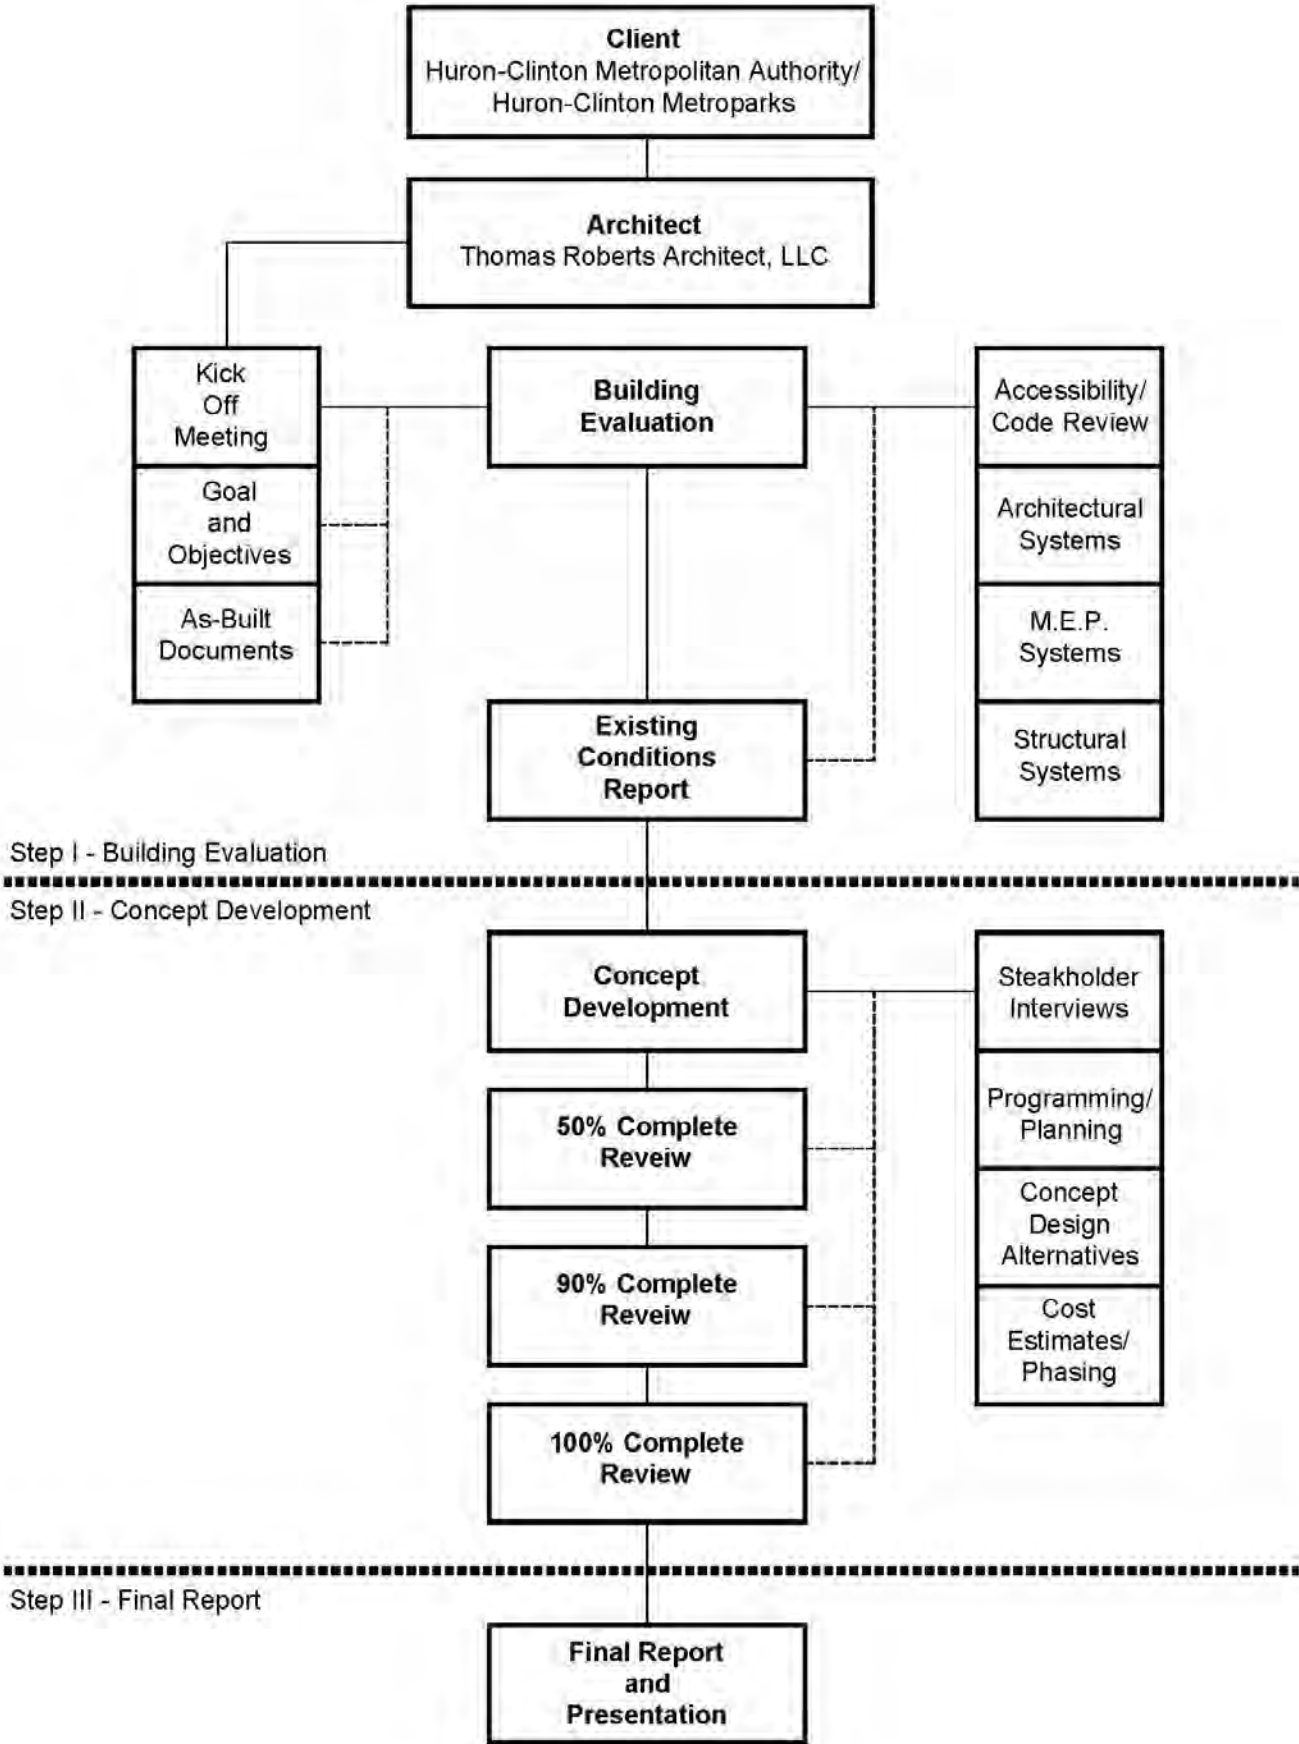 Client
Huron-Clinton Metropolitan Authority/
Huron-Clinton Metroparks
Architect
Thomas Roberts Architect, LLC
Kick
Off
Meeting
Goal
and
Objectives
As-Built
Documents
Building
Evaluation
Existing
Conditions
Report
Accessibility/
Code Review
Architectural
Systems
M.E.P.
Systems
Structural
Systems
Step I - Building Evaluation
Step II - Concept Development
Concept
Development
50% Complete
Reveiw
90% Complete
Reveiw
100% Complete
Review
Steakholder
Interviews
Programming/
Planning
Concept
Design
Alternatives
Cost
Estimates/
Phasing
Step III - Final Report
Final Report
and
Presentation